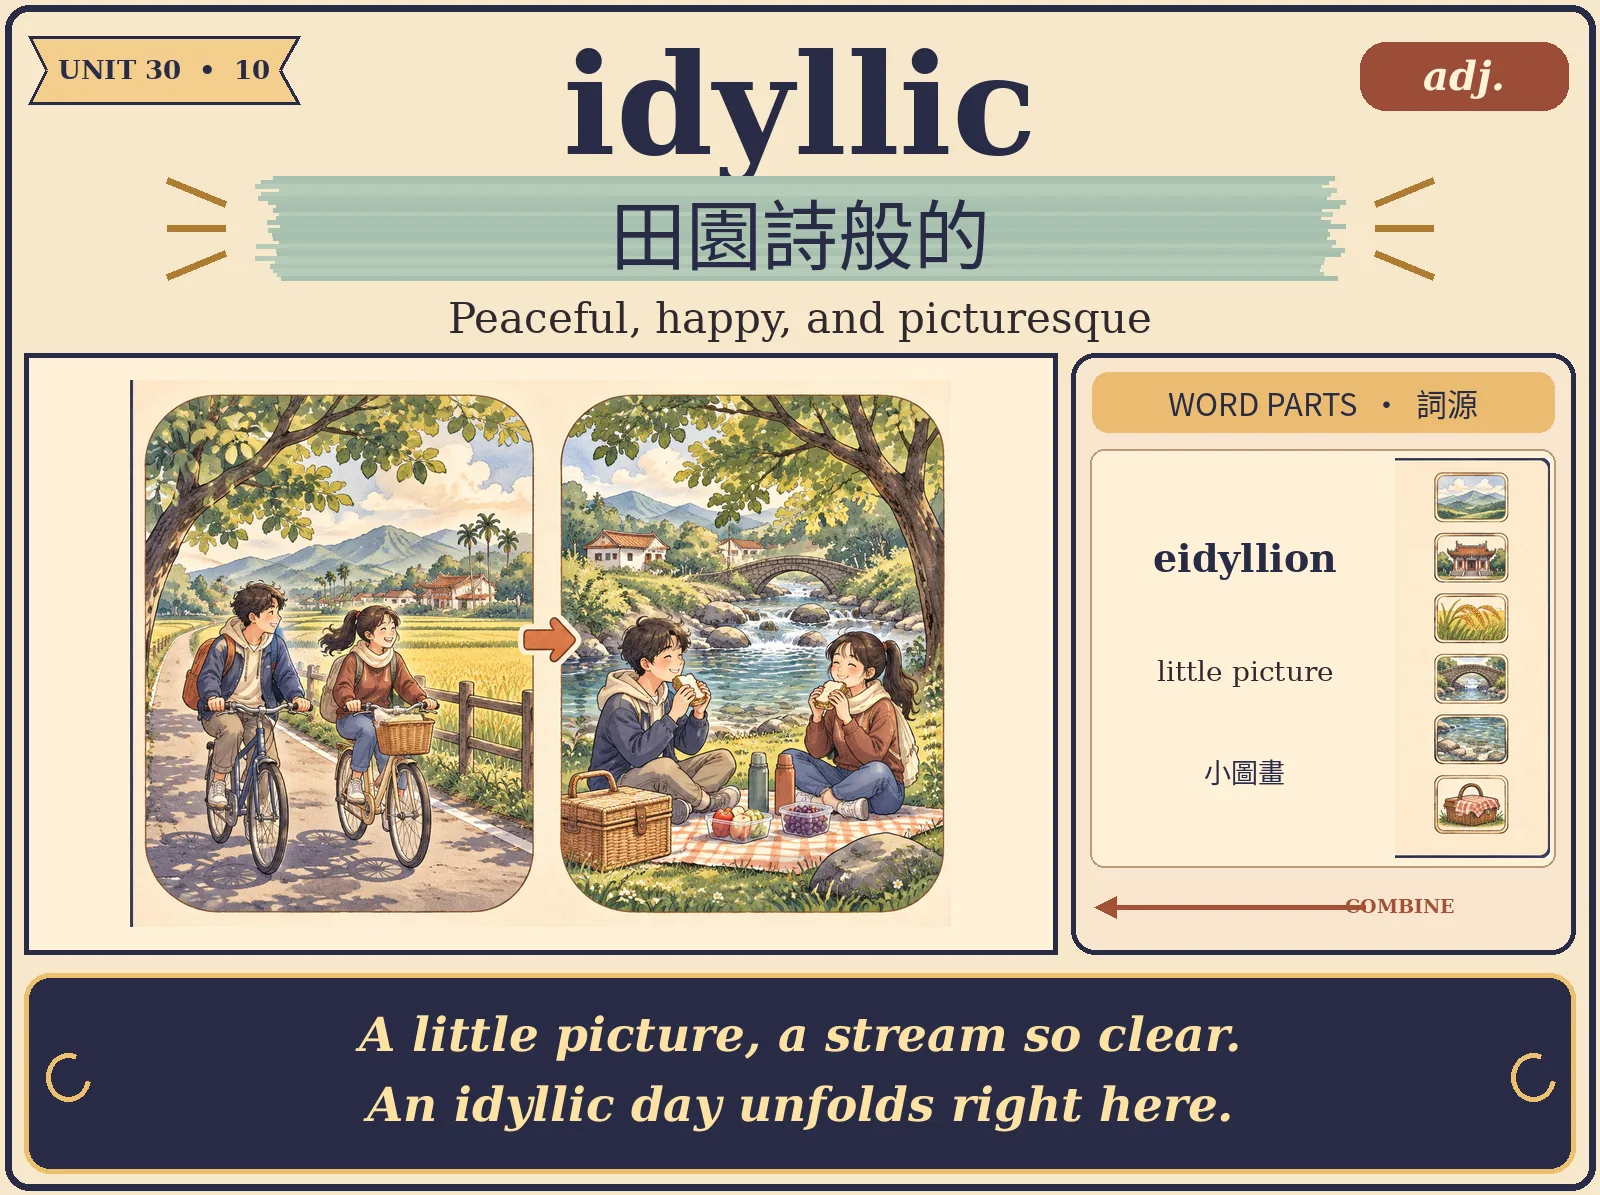 UNIT 30 • 10
idyllic
adj.
田園詩般的
Peaceful, happy, and picturesque
WORD PARTS • 詞源
eidyllion
little picture
小圖畫
COMBINE
A little picture, a stream so clear.
An idyllic day unfolds right here.